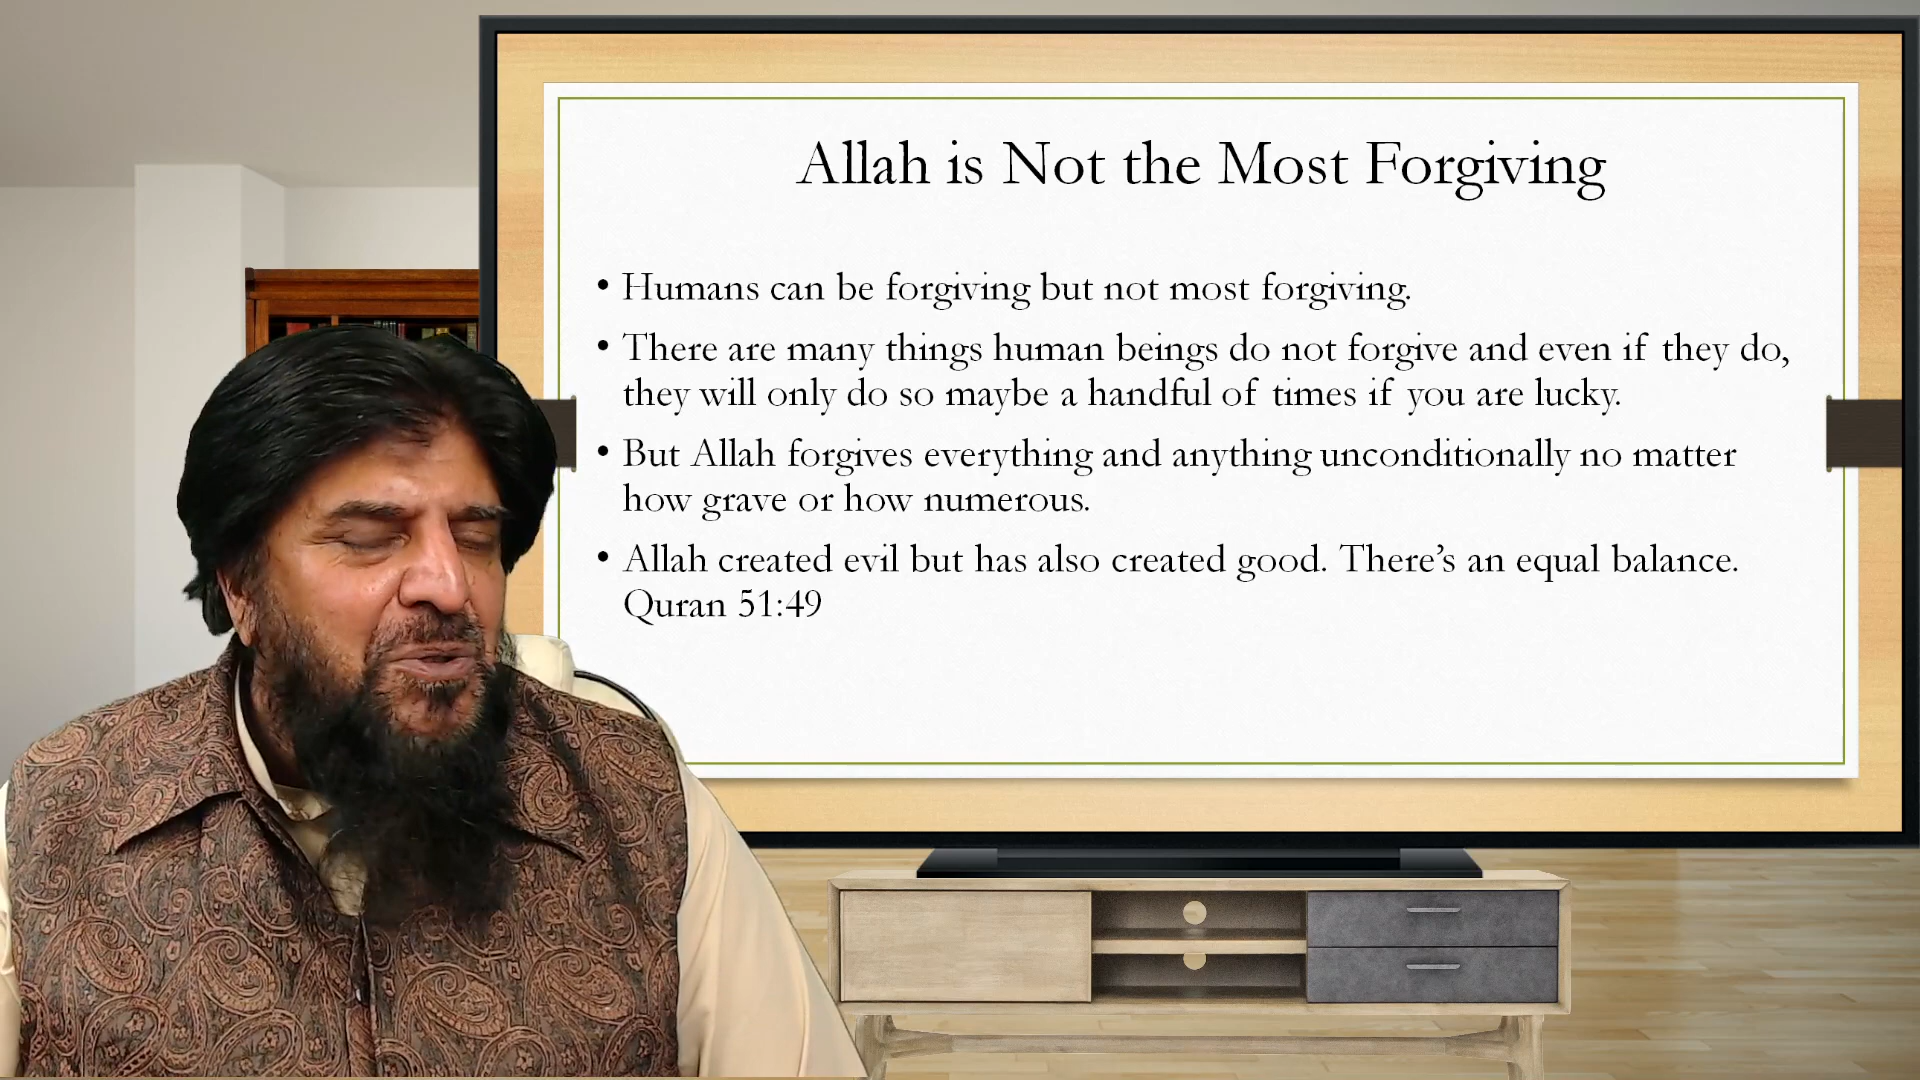 Allah is Not the Most Forgiving
• Humans can be forgiving but not most forgiving.
• There are many things human beings do not forgive and even if they do,
they will only do so maybe a handful of times if you are lucky.
• But Allah forgives everything and anything unconditionally no matter
how grave or how numerous.
• Allah created evil but has also created good. There’s an equal balance.
Quran 51:49